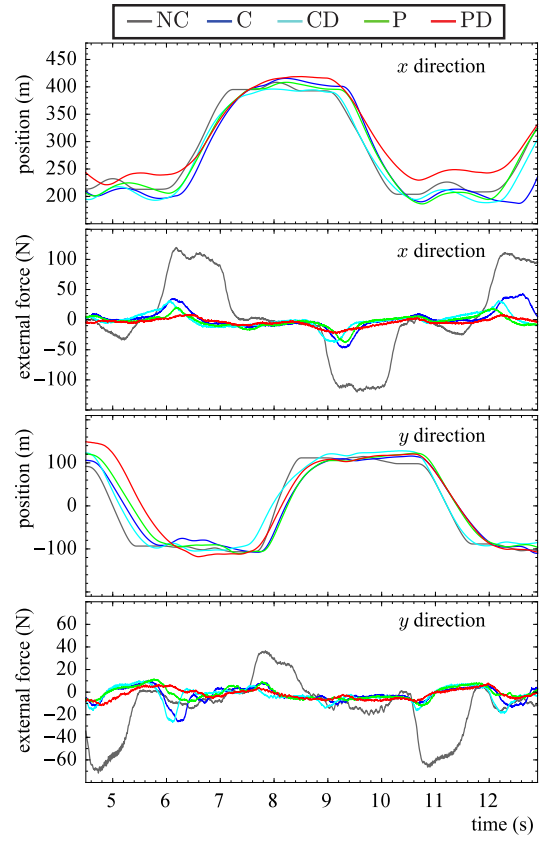 NC C CD P PD
x direction
position (m)
450
400
350
300
250
200
x direction
external force (N)
100
50
0
−50
−100
y direction
position (m)
100
0
−100
y direction
external force (N)
60
40
20
0
−20
−40
−60
5 6 7 8 9 10 11 12
time (s)